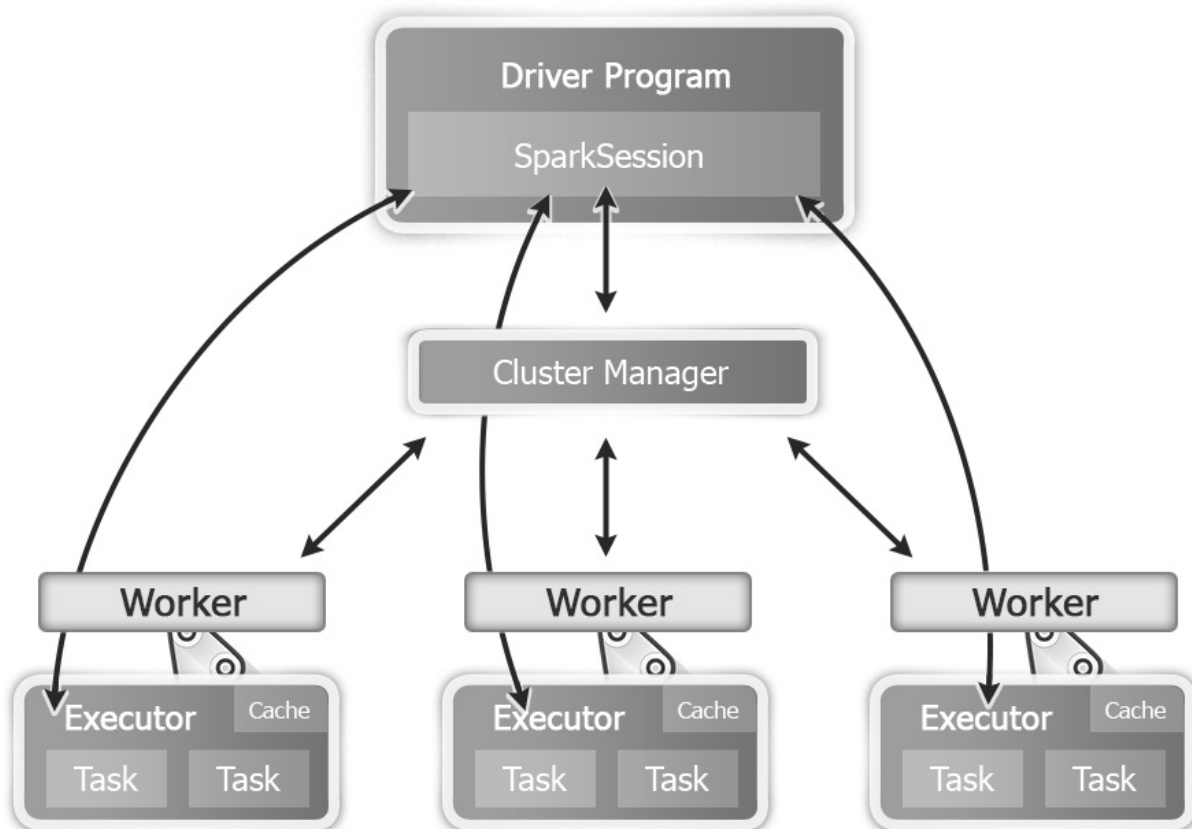 Driver Program
SparkSession
Cluster Manager
Worker
Worker
Worker
Executor
Cache
Task
Task
Executor
Cache
Task
Task
Executor
Cache
Task
Task